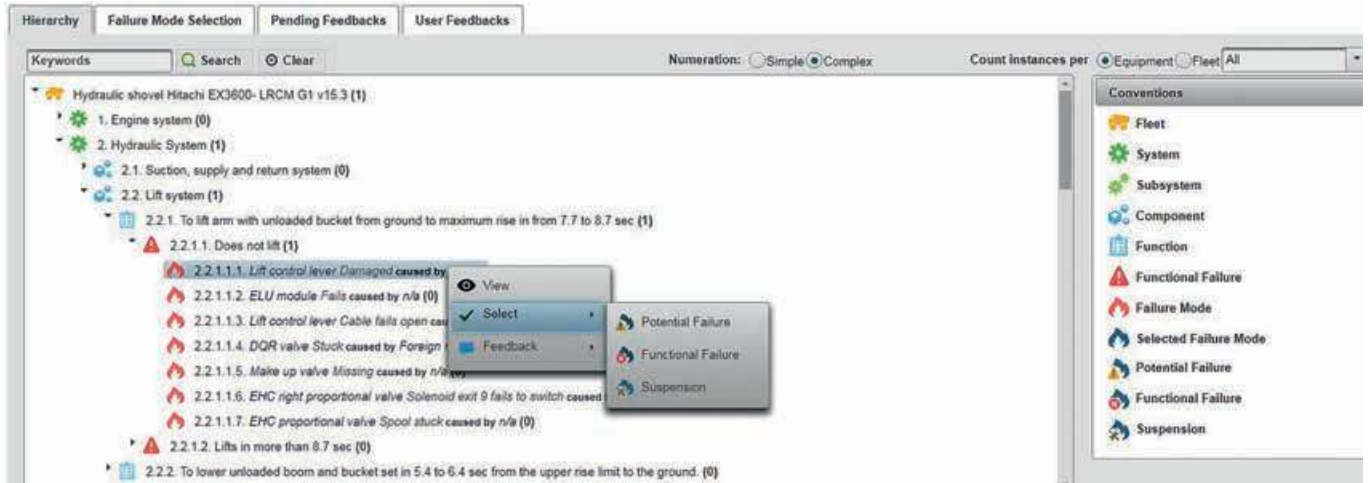 Hierarchy Failure Mode Selection Pending Feedbacks User Feedbacks
Keywords Search Clear Numeration: Simple Complex Count instances per Equipment Fleet All
Hydraulic shovel Hitachi EX3600- LRCM G1 v15.3 (1)
1. Engine system (0)
2. Hydraulic System (1)
2.1. Suction, supply and return system (0)
2.2. Lift system (1)
2.2.1. To lift arm with unloaded bucket from ground to maximum rise in from 7.7 to 8.7 sec (1)
2.2.1.1. Does not lift (1)
2.2.1.1.1. Lift control lever Damaged caused by
2.2.1.1.2. ELU module Fails caused by n/a (0)
2.2.1.1.3. Lift control lever Cable fails open
2.2.1.1.4. DQR valve Stuck caused by Foreign
2.2.1.1.5. Make up valve Missing caused by n/a (0)
2.2.1.1.6. EHC right proportional valve Solenoid exit 9 fails to switch caused
2.2.1.1.7. EHC proportional valve Spool stuck caused by n/a (0)
2.2.1.2. Lifts in more than 8.7 sec (0)
2.2.2. To lower unloaded boom and bucket set in 5.4 to 6.4 sec from the upper rise limit to the ground. (0)
View
Select
Feedback
Potential Failure
Functional Failure
Suspension
Conventions
Fleet
System
Subsystem
Component
Function
Functional Failure
Failure Mode
Selected Failure Mode
Potential Failure
Functional Failure
Suspension